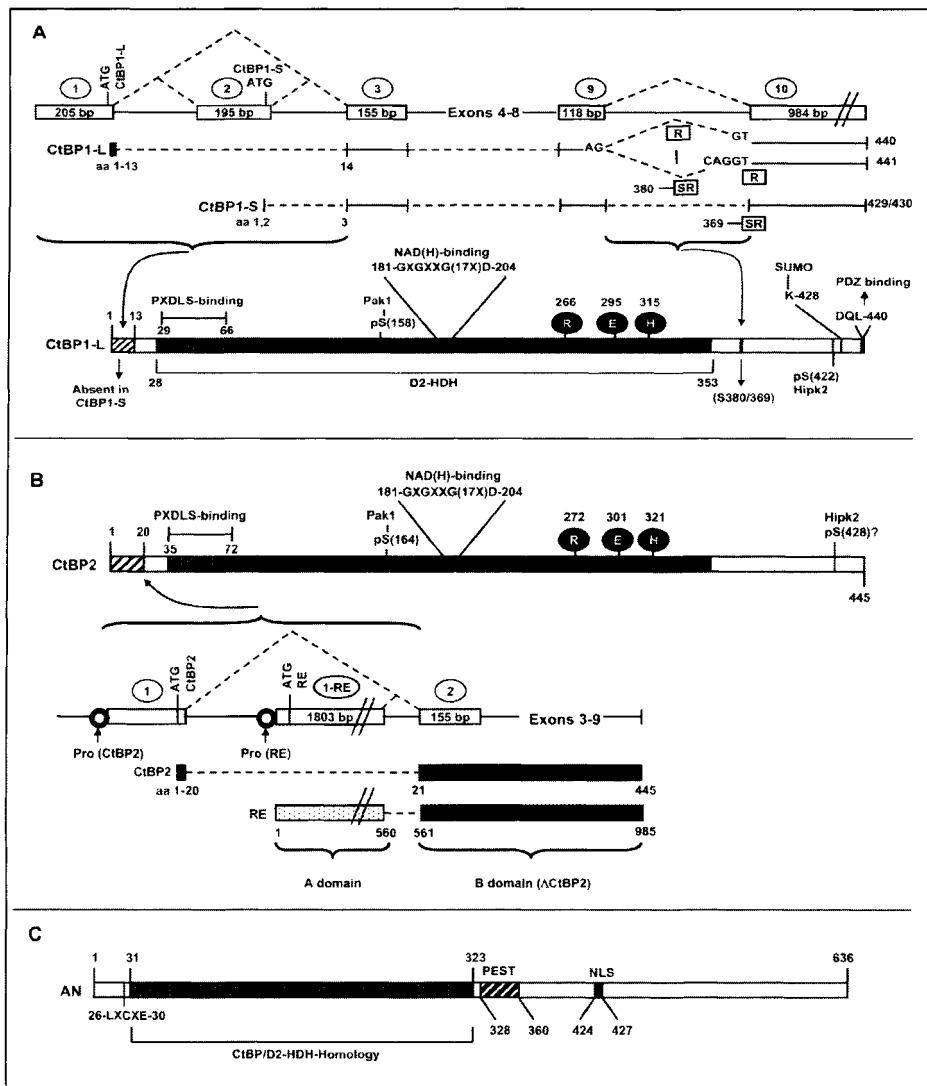 A
ATG
CtBP1-L
CtBP1-S
ATG
1
2
3
9
10
205 bp
195 bp
155 bp
Exons 4-8
118 bp
984 bp
R
GT
CtBP1-L
AG
440
aa 1-13
14
CAGGT
441
380
SR
R
CtBP1-S
429/430
aa 1,2
3
369
SR
NAD(H)-binding
181-GXGXXG(17X)D-204
SUMO
PXDLS-binding
Pak1
266
295
315
K-428
PDZ binding
1
13
29
66
pS(158)
R
E
H
DQL-440
CtBP1-L
Absent in
CtBP1-S
28
D2-HDH
353
(S380/369)
pS(422)
Hipk2
B
NAD(H)-binding
181-GXGXXG(17X)D-204
PXDLS-binding
Pak1
272
301
321
Hipk2
1
20
35
72
pS(164)
R
E
H
pS(428)?
CtBP2
445
ATG
CtBP2
ATG
RE
1
1-RE
2
1803 bp
155 bp
Exons 3-9
Pro (CtBP2)
Pro (RE)
CtBP2
aa 1-20
21
445
RE
1
560
561
985
A domain
B domain (ΔCtBP2)
C
1
31
323
636
PEST
NLS
AN
26-LXCXE-30
328
360
424
427
CtBP/D2-HDH-Homology